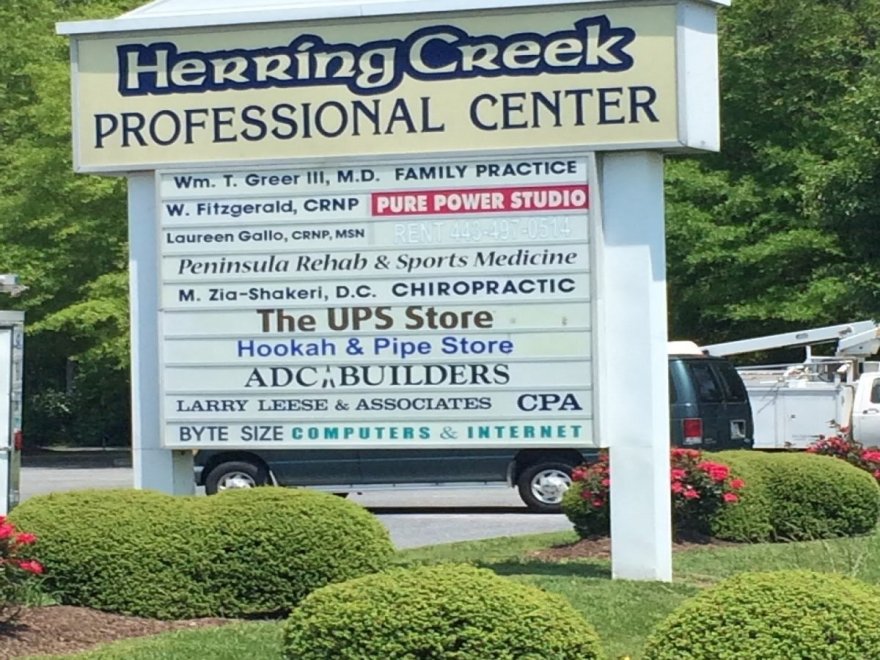 Herring Creek
PROFESSIONAL CENTER
Wm. T. Greer III, M.D. FAMILY PRACTICE
W. Fitzgerald, CRNP PURE POWER STUDIO
Laureen Gallo, CRNP, MSN RENT 443-497-0514
Peninsula Rehab & Sports Medicine
M. Zia-Shakeri, D.C. CHIROPRACTIC
The UPS Store
Hookah & Pipe Store
ADC BUILDERS
LARRY LEESE & ASSOCIATES CPA
BYTE SIZE COMPUTERS & INTERNET